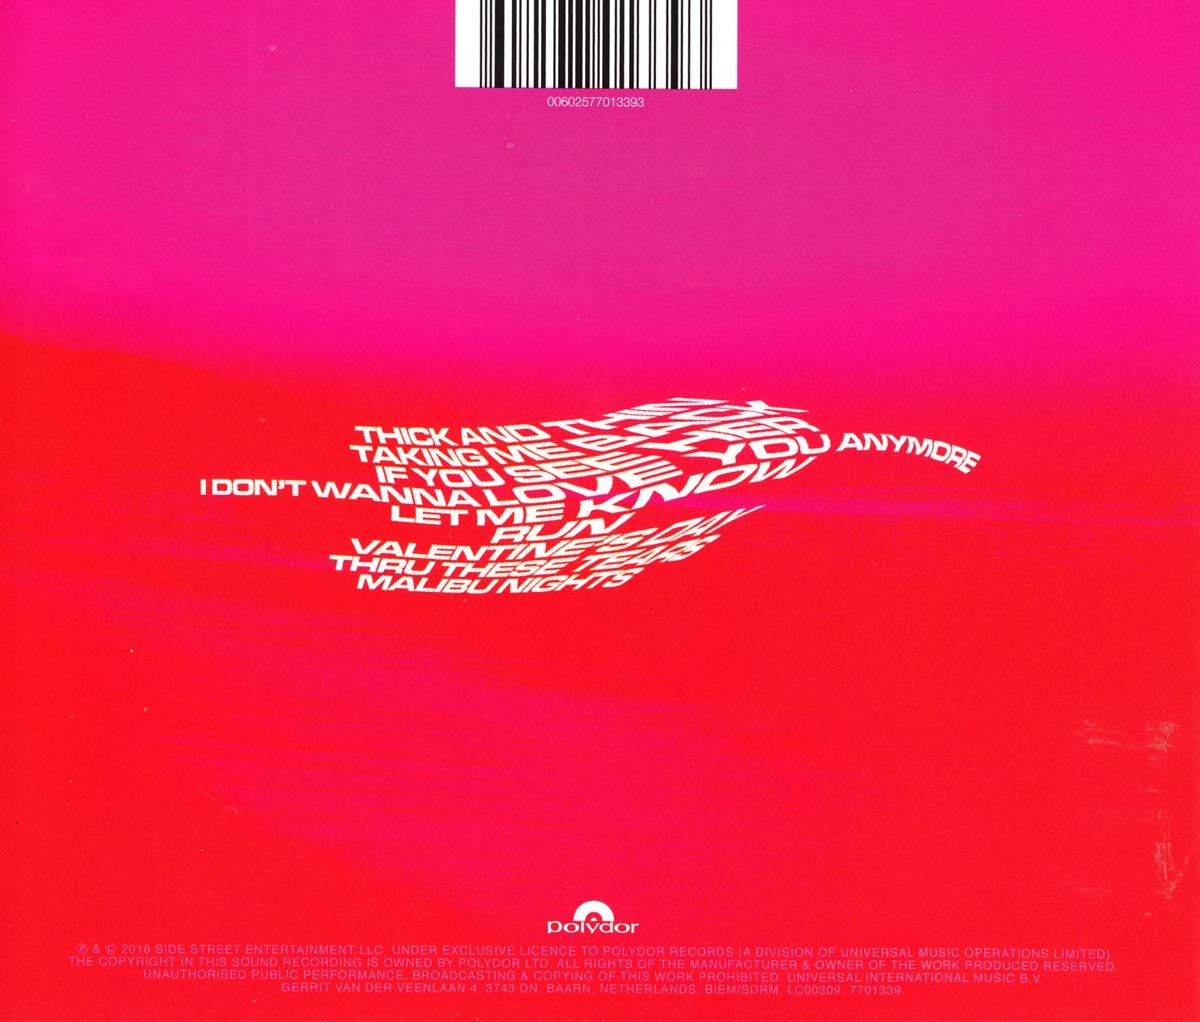 00602577013393
THICK AND THIN
TAKING ME BACK
IF YOU SEE HER
I DON'T WANNA LOVE YOU ANYMORE
LET ME KNOW
RUN
VALENTINE'S DAY
THRU THESE TEARS
MALIBU NIGHTS
polydor
℗ & © 2018 SIDE STREET ENTERTAINMENT LLC, UNDER EXCLUSIVE LICENCE TO POLYDOR RECORDS (A DIVISION OF UNIVERSAL MUSIC OPERATIONS LIMITED)
THE COPYRIGHT IN THIS SOUND RECORDING IS OWNED BY POLYDOR LTD. ALL RIGHTS OF THE MANUFACTURER & OWNER OF THE WORK PRODUCED RESERVED.
UNAUTHORISED PUBLIC PERFORMANCE, BROADCASTING & COPYING OF THIS WORK PROHIBITED. UNIVERSAL INTERNATIONAL MUSIC B.V.
GERRIT VAN DER VEENLAAN 4, 3743 DN, BAARN, NETHERLANDS. BIEM/SDRM. LC00309. 7701339.